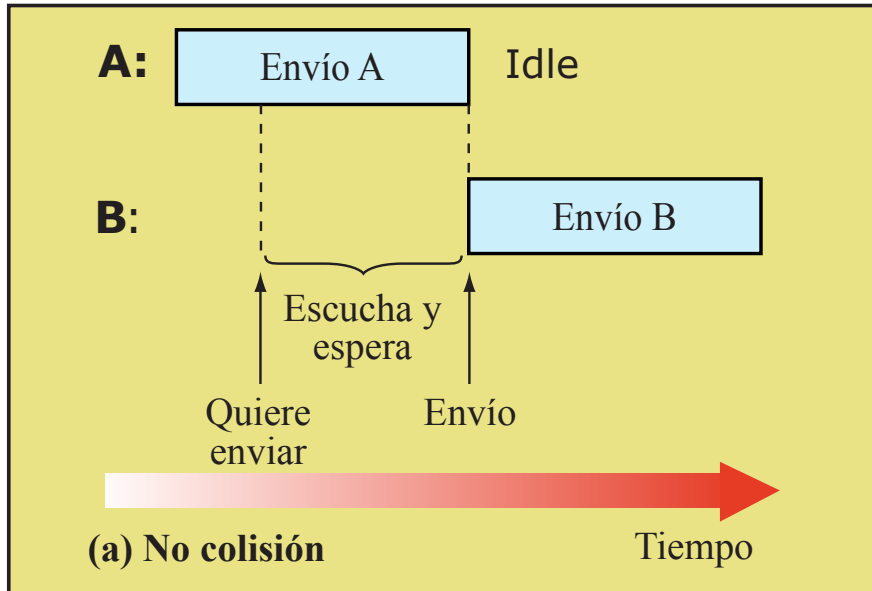 A: Envío A Idle
B: Envío B
Escucha y
espera
Quiere Envío
enviar
(a) No colisión Tiempo